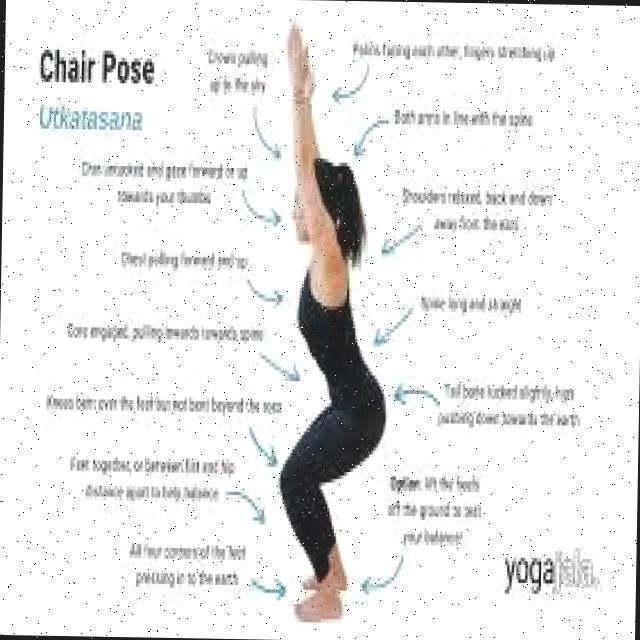 Chair Pose
Utkatasana
Crown pulling
up to the sky
Palms facing each other, fingers stretching up
Both arms in line with the spine
Chin untucked and gaze forward or up
towards your thumbs
Shoulders relaxed, back and down
away from the ears
Chest pulling forward and up
Spine long and straight
Core engaged, pulling inwards towards spine
Knees bent over the feet but not bent beyond the toes
Tail bone tucked slightly, hips
pushing down towards the earth
Feet together, or between fist and hip
distance apart to help balance
Option: lift the heels
off the ground to test
your balance!
All four corners of the feet
pressing in to the earth
yogajala.